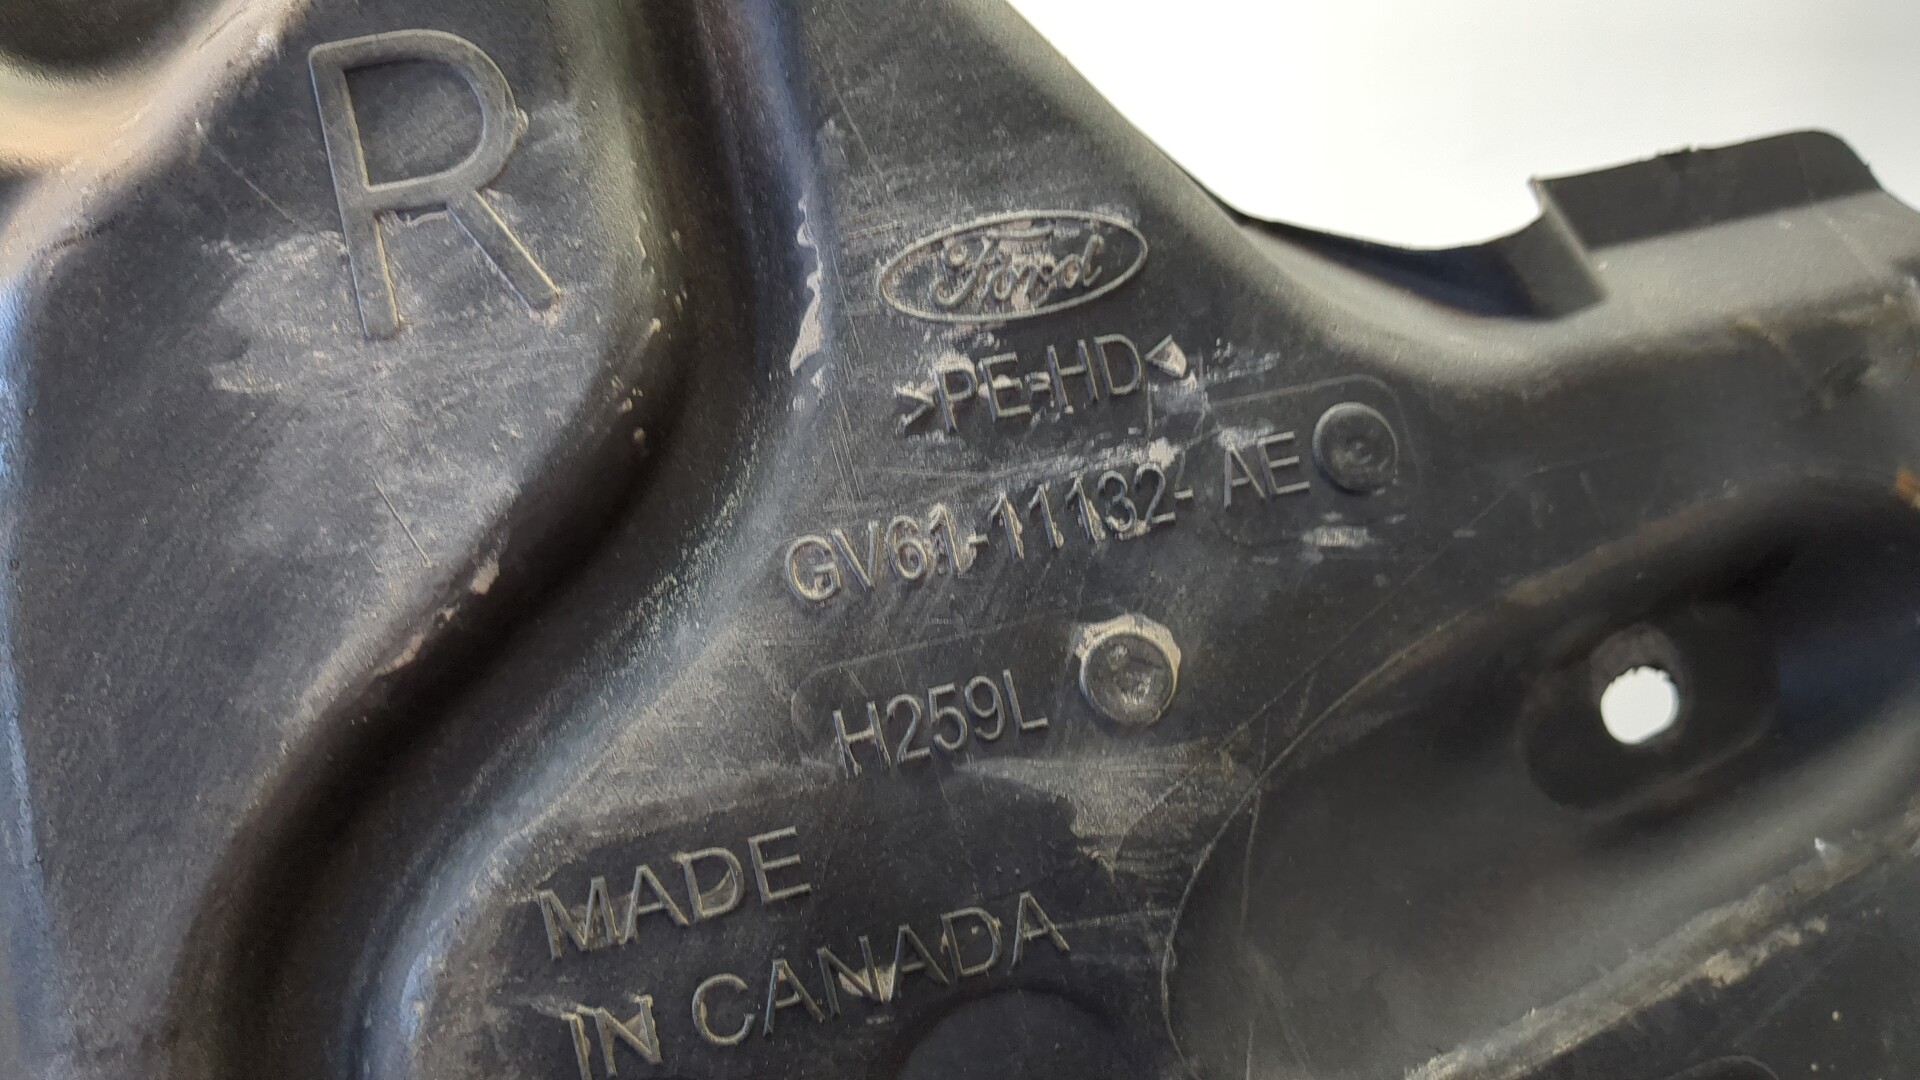 R
Ford
>PE-HD<
GV61-11132-AE
H259L
MADE
IN CANADA